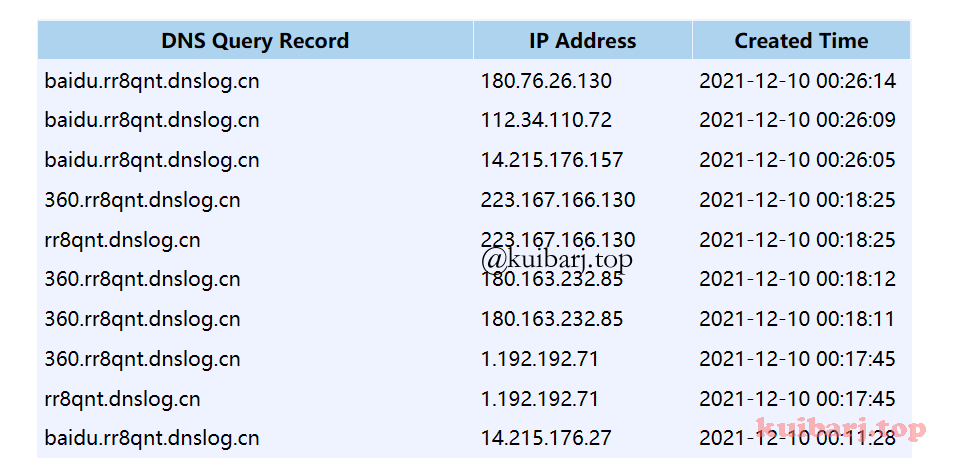 DNS Query Record IP Address Created Time
baidu.rr8qnt.dnslog.cn 180.76.26.130 2021-12-10 00:26:14
baidu.rr8qnt.dnslog.cn 112.34.110.72 2021-12-10 00:26:09
baidu.rr8qnt.dnslog.cn 14.215.176.157 2021-12-10 00:26:05
360.rr8qnt.dnslog.cn 223.167.166.130 2021-12-10 00:18:25
rr8qnt.dnslog.cn 223.167.166.130 2021-12-10 00:18:25
@kuibarj.top
360.rr8qnt.dnslog.cn 180.163.232.85 2021-12-10 00:18:12
360.rr8qnt.dnslog.cn 180.163.232.85 2021-12-10 00:18:11
360.rr8qnt.dnslog.cn 1.192.192.71 2021-12-10 00:17:45
rr8qnt.dnslog.cn 1.192.192.71 2021-12-10 00:17:45
kuibarj.top
baidu.rr8qnt.dnslog.cn 14.215.176.27 2021-12-10 00:11:28